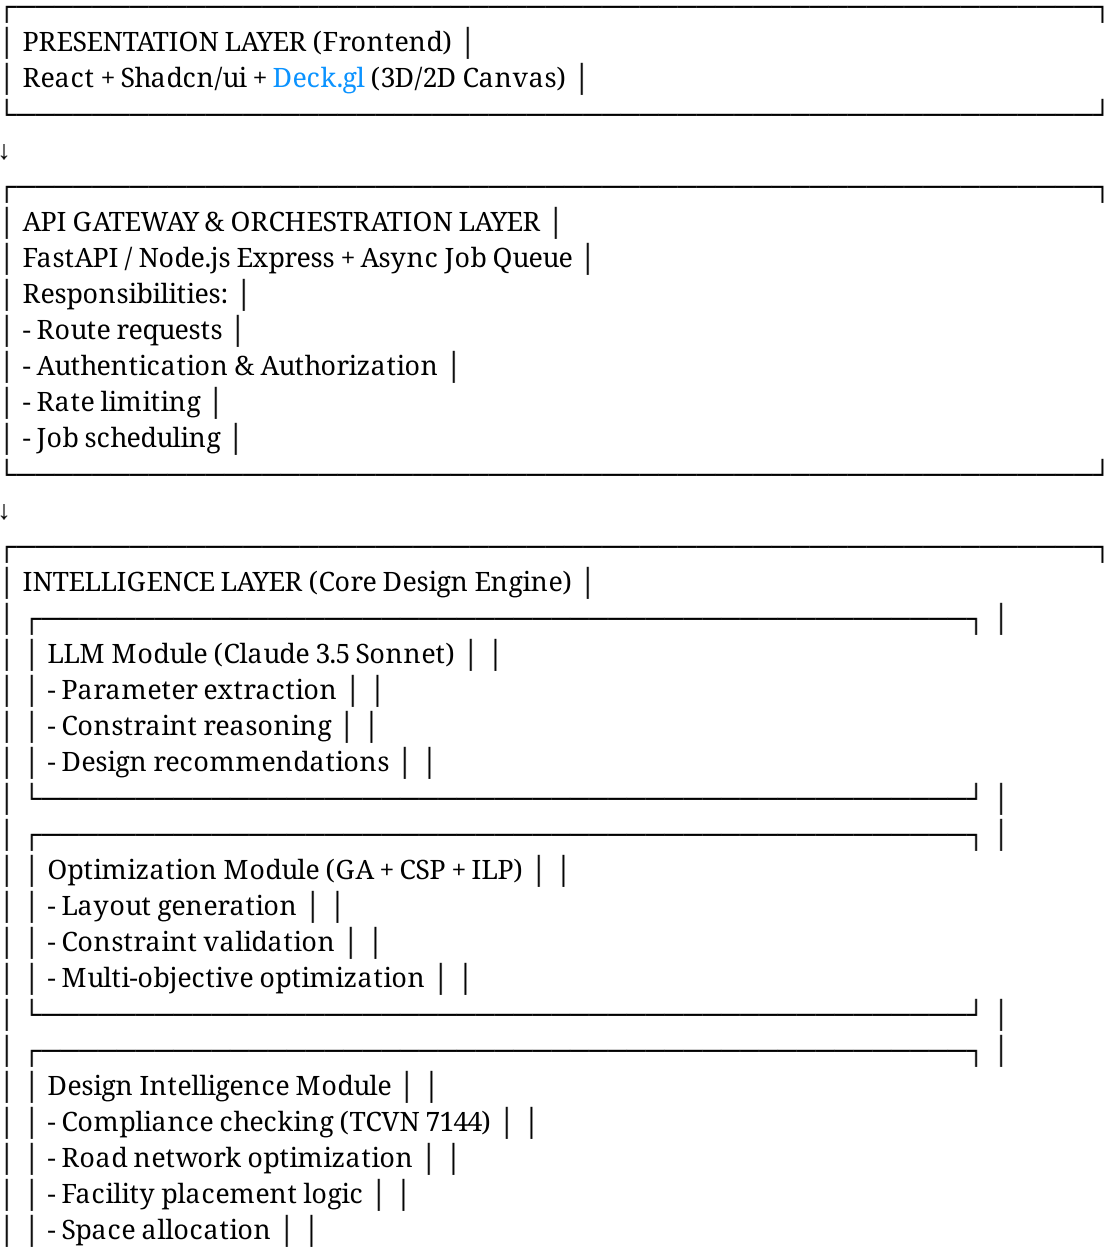 ┌─────────────────────────────────────────────────────────┐
│ PRESENTATION LAYER (Frontend) │
│ React + Shadcn/ui + Deck.gl (3D/2D Canvas) │
└─────────────────────────────────────────────────────────┘
↓
┌─────────────────────────────────────────────────────────┐
│ API GATEWAY & ORCHESTRATION LAYER │
│ FastAPI / Node.js Express + Async Job Queue │
│ Responsibilities: │
│ - Route requests │
│ - Authentication & Authorization │
│ - Rate limiting │
│ - Job scheduling │
└─────────────────────────────────────────────────────────┘
↓
┌─────────────────────────────────────────────────────────┐
│ INTELLIGENCE LAYER (Core Design Engine) │
│ ┌─────────────────────────────────────────────────┐ │
│ │ LLM Module (Claude 3.5 Sonnet) │ │
│ │ - Parameter extraction │ │
│ │ - Constraint reasoning │ │
│ │ - Design recommendations │ │
│ └─────────────────────────────────────────────────┘ │
│ ┌─────────────────────────────────────────────────┐ │
│ │ Optimization Module (GA + CSP + ILP) │ │
│ │ - Layout generation │ │
│ │ - Constraint validation │ │
│ │ - Multi-objective optimization │ │
│ └─────────────────────────────────────────────────┘ │
│ ┌─────────────────────────────────────────────────┐ │
│ │ Design Intelligence Module │ │
│ │ - Compliance checking (TCVN 7144) │ │
│ │ - Road network optimization │ │
│ │ - Facility placement logic │ │
│ │ - Space allocation │ │